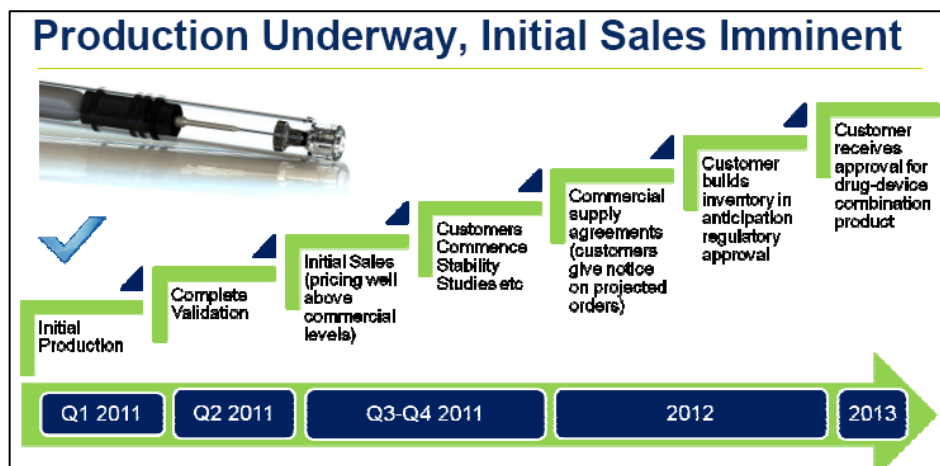 Production Underway, Initial Sales Imminent
Initial
Production
Complete
Validation
Initial Sales
(pricing well
above
commercial
levels)
Customers
Commence
Stability
Studies etc
Commercial
supply
agreements
(customers
give notice
on projected
orders)
Customer
builds
inventory in
anticipation
regulatory
approval
Customer
receives
approval for
drug-device
combination
product
Q1 2011
Q2 2011
Q3-Q4 2011
2012
2013